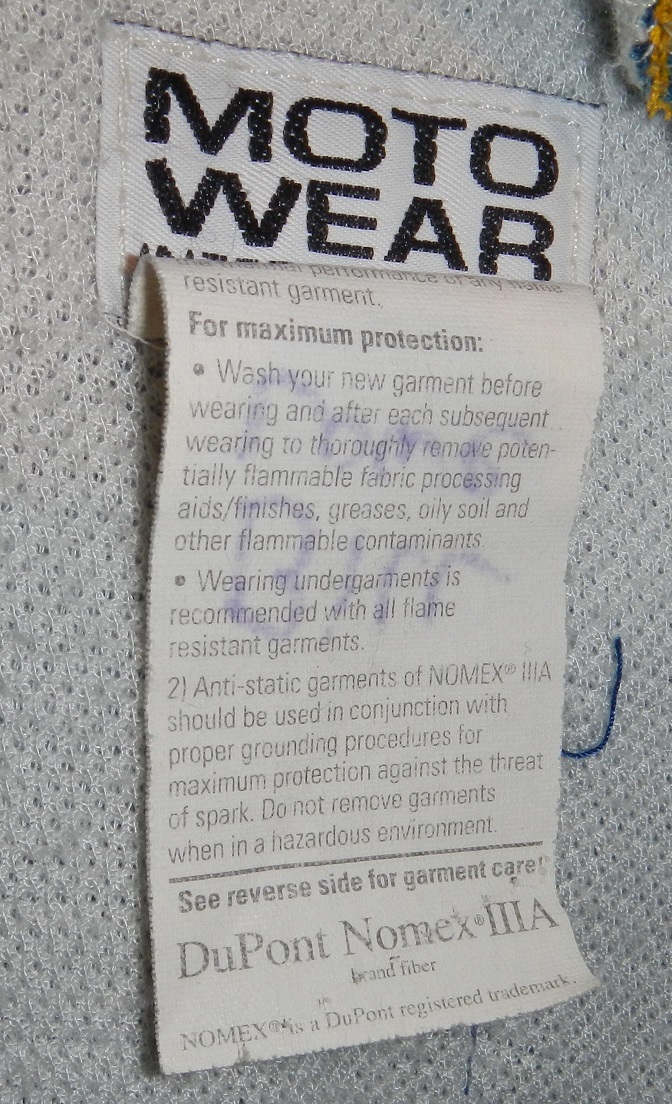 MOTO
WEAR
performance of any flame
resistant garment.
For maximum protection:
• Wash your new garment before
wearing and after each subsequent
wearing to thoroughly remove poten-
tially flammable fabric processing
aids/finishes, greases, oily soil and
other flammable contaminants
• Wearing undergarments is
recommended with all flame
resistant garments.
2) Anti-static garments of NOMEX® IIIA
should be used in conjunction with
proper grounding procedures for
maximum protection against the threat
of spark. Do not remove garments
when in a hazardous environment.
See reverse side for garment care
DuPont Nomex® IIIA
brand fiber
NOMEX® is a DuPont registered trademark.